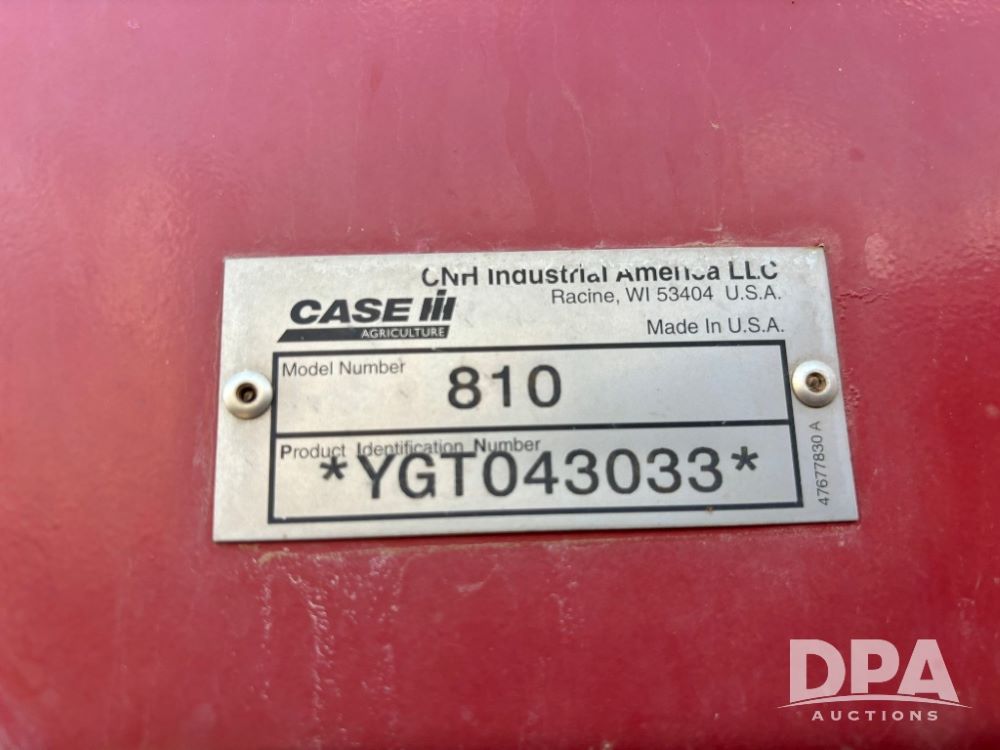 CNH Industrial America LLC
Racine, WI 53404 U.S.A.
CASE IH
AGRICULTURE
Made In U.S.A.
Model Number
810
Product Identification Number
*YGT043033*
47677830 A
DPA
AUCTIONS